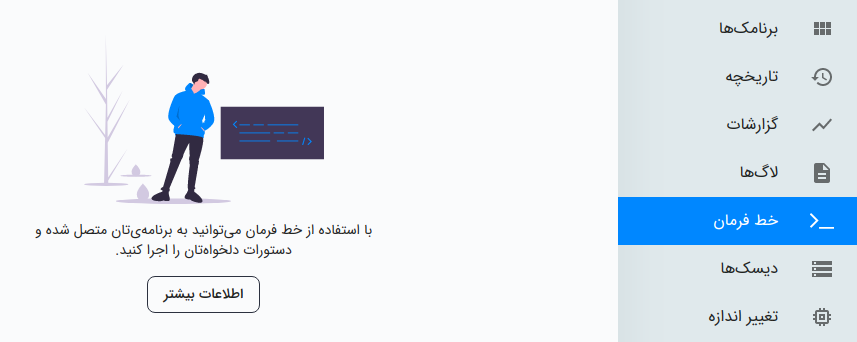 برنامک‌ها
تاریخچه
گزارشات
لاگ‌ها
خط فرمان
دیسک‌ها
تغییر اندازه
با استفاده از خط فرمان می‌توانید به برنامه‌ی‌تان متصل شده و
دستورات دلخواه‌تان را اجرا کنید.
اطلاعات بیشتر